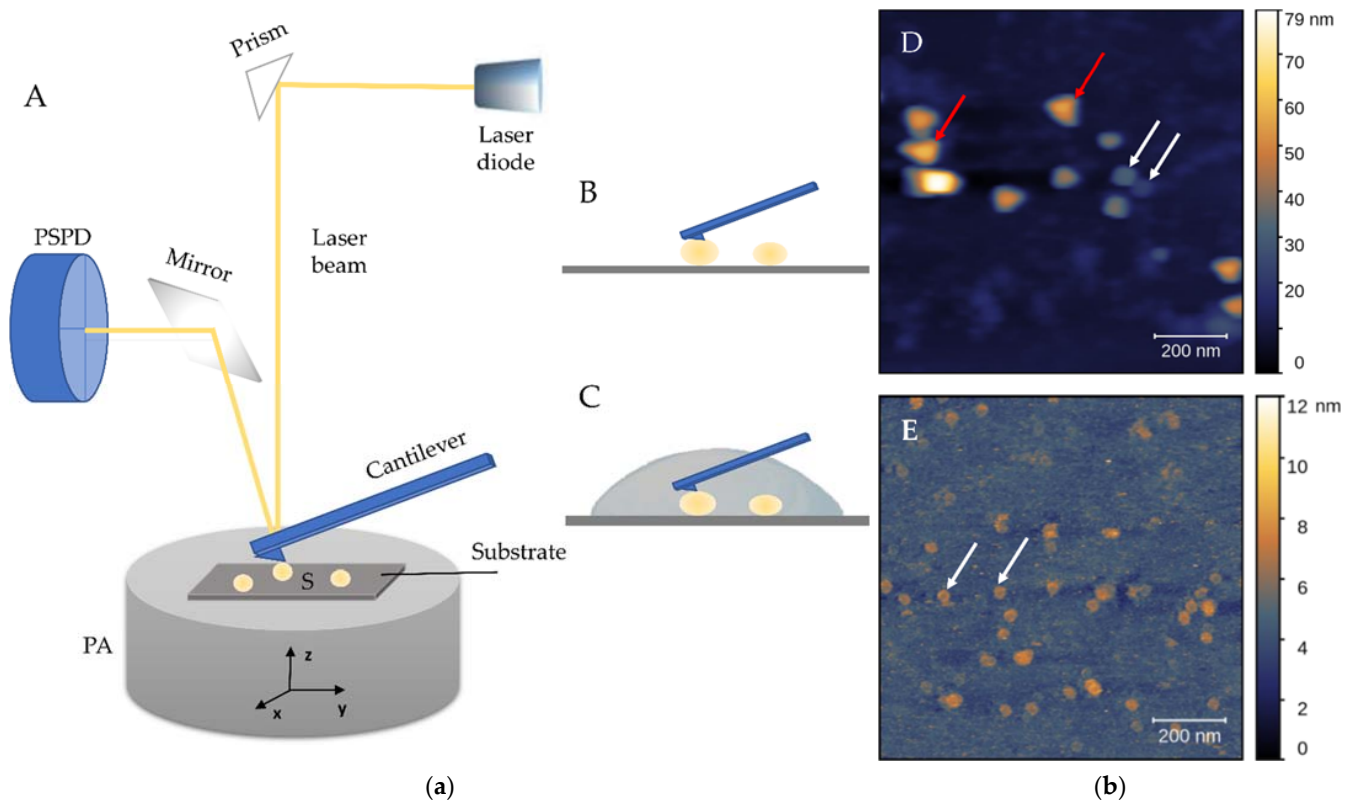 A
Prism
Laser
diode
Laser
beam
PSPD
Mirror
Cantilever
Substrate
S
PA
z
x
y
B
C
(a)
D
200 nm
79 nm
70
60
50
40
30
20
10
0
E
200 nm
12 nm
10
8
6
4
2
0
(b)